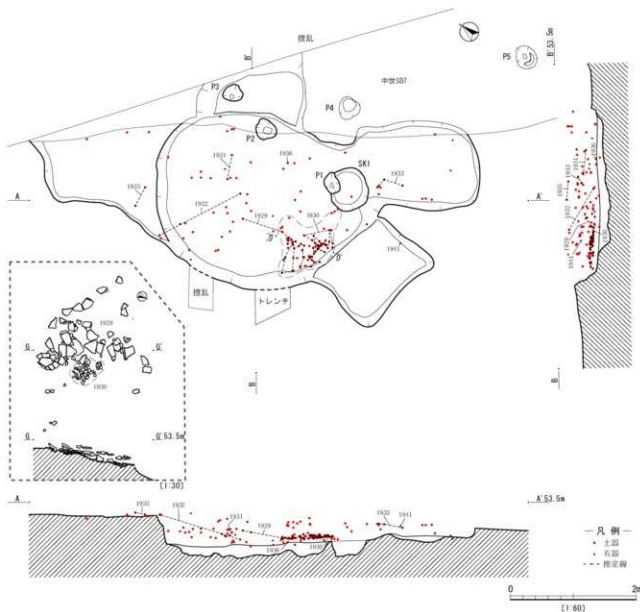 撹乱
B'
B' 53.5m
P5
P3
中世SD7
P4
P2
1931
1936
SK1
P1
1933
A
A'
1935
1932
1929
1930
D
D'
1941
撹乱
トレンチ
B
B
1929
G
G'
1930
G
G' 53.5m
[1:30]
A
A' 53.5m
1935
1932
1931
1929
1933
1941
1936
1930
凡例
土器
石器
推定線
0
2m
[1:60]